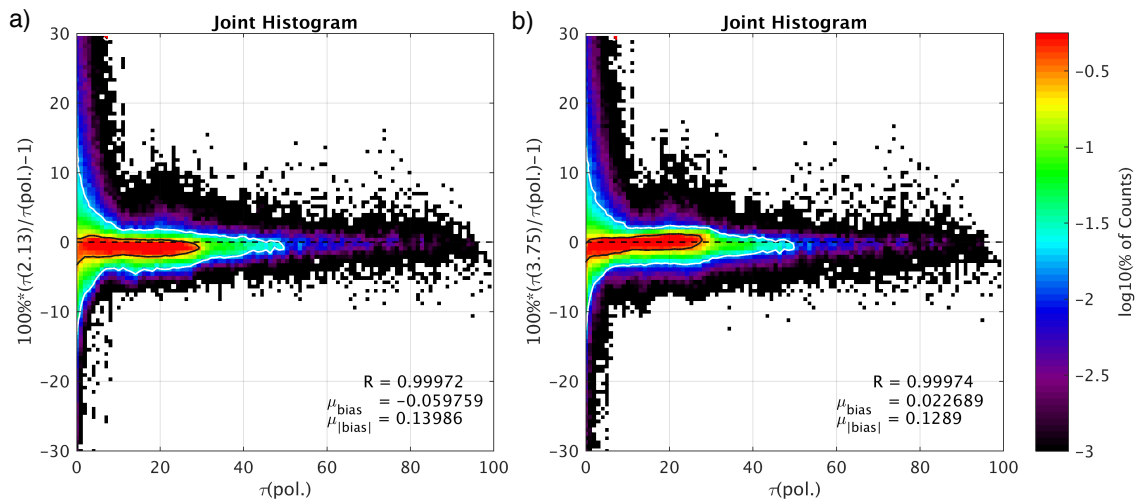 a)
Joint Histogram
100%*(τ(2.13)/τ(pol.)−1)
30
20
10
0
−10
−20
−30
R = 0.99972
μbias = −0.059759
μ|bias| = 0.13986
0 20 40 60 80 100
τ(pol.)
b)
Joint Histogram
100%*(τ(3.75)/τ(pol.)−1)
30
20
10
0
−10
−20
−30
R = 0.99974
μbias = 0.022689
μ|bias| = 0.1289
0 20 40 60 80 100
τ(pol.)
−0.5
−1
−1.5
−2
−2.5
−3
log10(% of Counts)